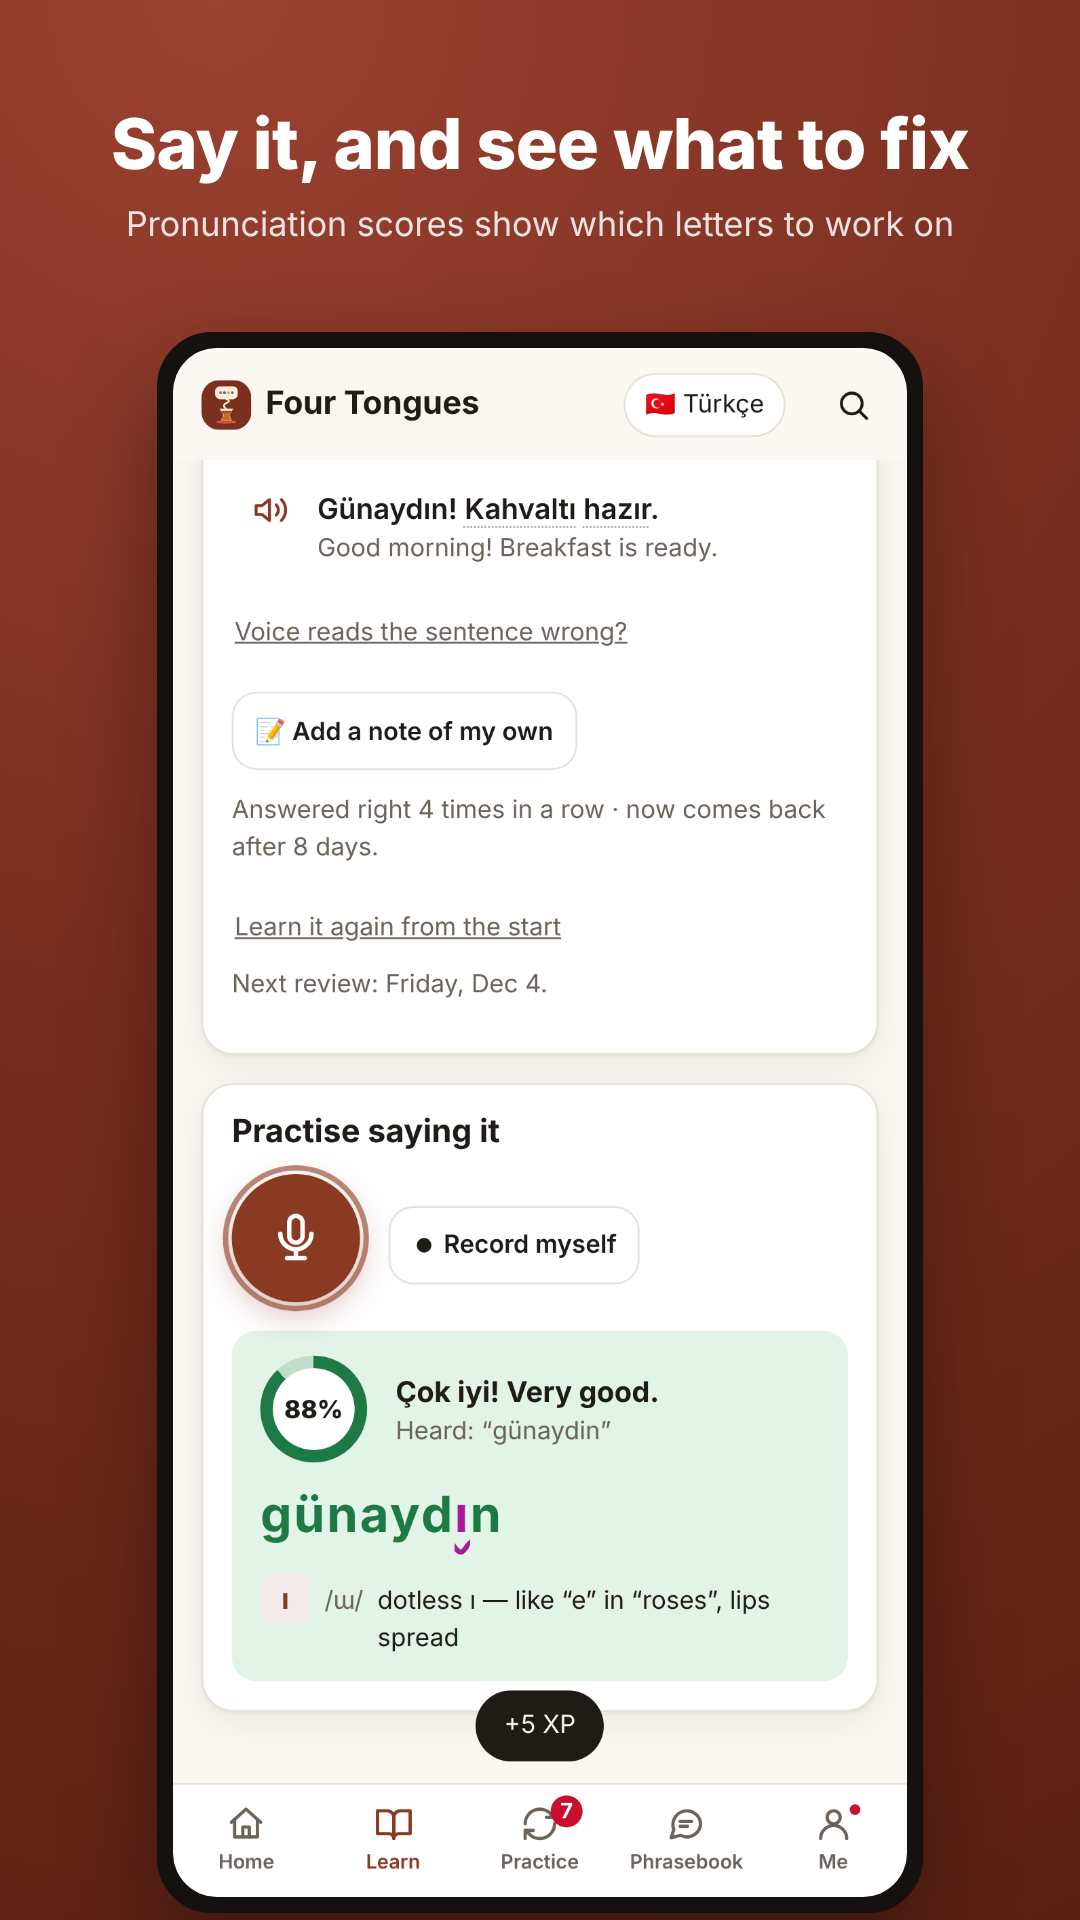 Say it, and see what to fix
Pronunciation scores show which letters to work on
Four Tongues
Türkçe
Günaydın! Kahvaltı hazır.
Good morning! Breakfast is ready.
Voice reads the sentence wrong?
Add a note of my own
Answered right 4 times in a row · now comes back
after 8 days.
Learn it again from the start
Next review: Friday, Dec 4.
Practise saying it
Record myself
88%
Çok iyi! Very good.
Heard: “günaydin”
günaydın
ı /ɯ/ dotless ı — like “e” in “roses”, lips
spread
+5 XP
7
Home Learn Practice Phrasebook Me